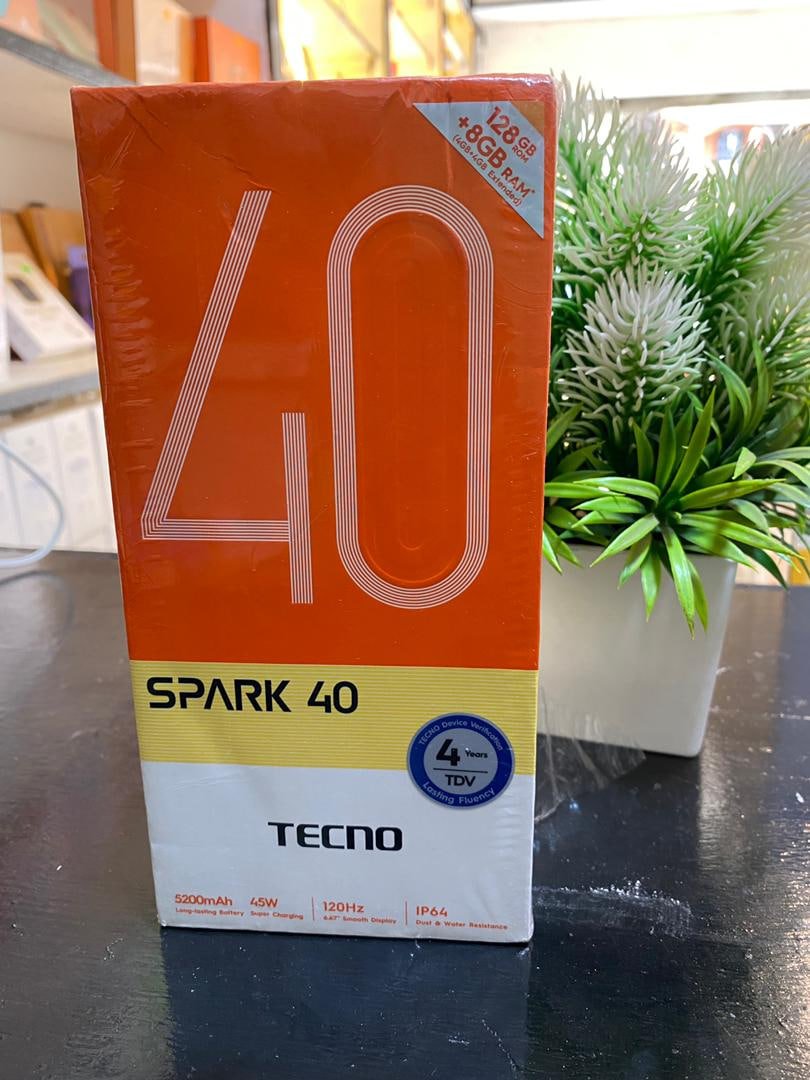 128GB
ROM
+8GB RAM*
(4GB+4GB Extended)
40
SPARK 40
TECNO Device Verification
4 Years
TDV
Lasting Fluency
TECNO
5200mAh 45W 120Hz IP64
Long-lasting Battery Super Charging 6.67" Smooth Display Dust & Water Resistance